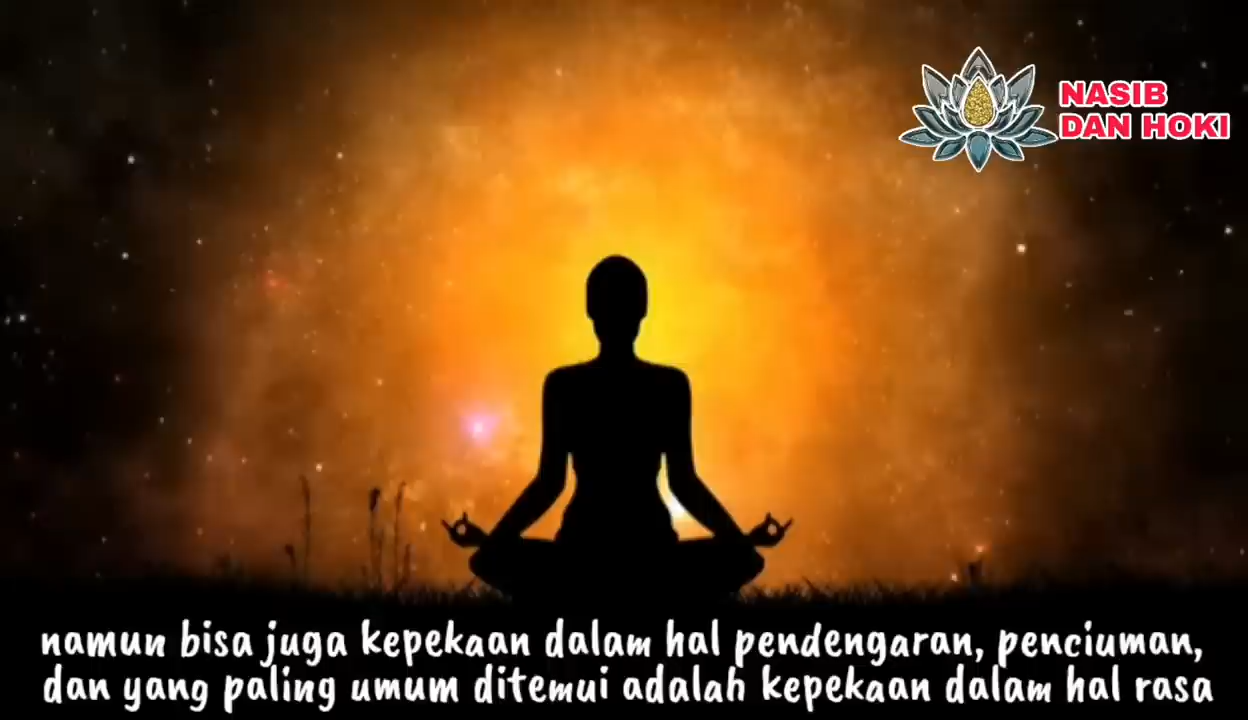 NASIB
DAN HOKI
namun bisa juga kepekaan dalam hal pendengaran, penciuman,
dan yang paling umum ditemui adalah kepekaan dalam hal rasa